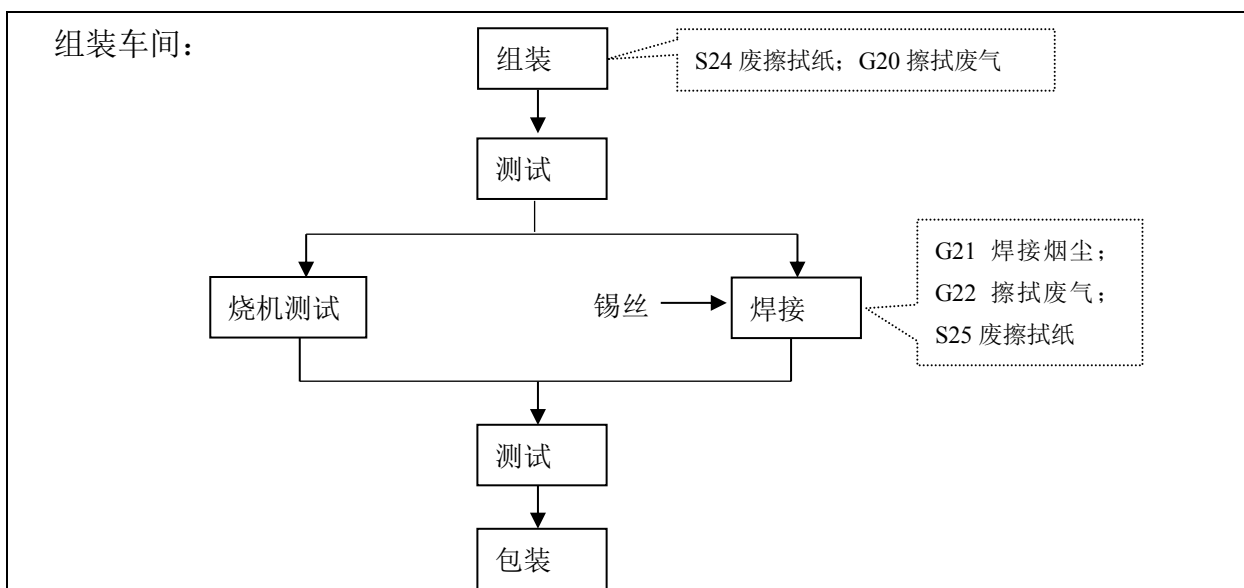 组装车间：
组装
S24 废擦拭纸；G20 擦拭废气
测试
G21 焊接烟尘；
G22 擦拭废气；
S25 废擦拭纸
烧机测试
锡丝
焊接
测试
包装